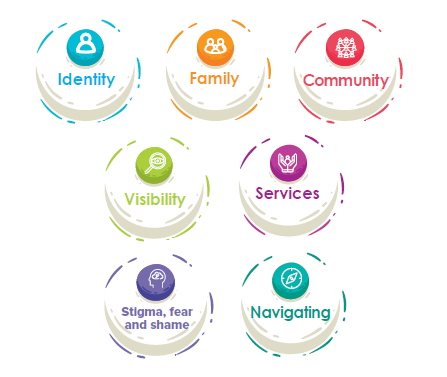 Identity
Family
Community
Visibility
Services
Stigma, fear
and shame
Navigating